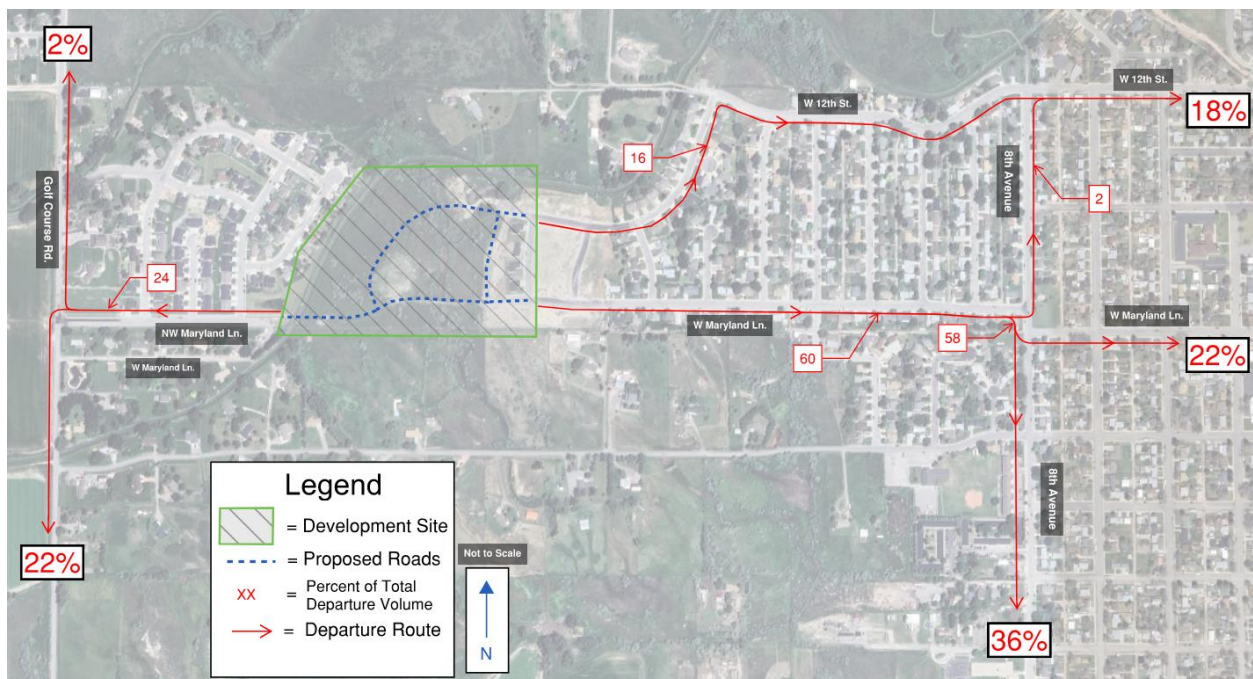 2%
W 12th St.
W 12th St.
18%
16
8th Avenue
2
Golf Course Rd.
24
NW Maryland Ln.
W Maryland Ln.
W Maryland Ln.
W Maryland Ln.
60
58
22%
8th Avenue
Legend
= Development Site
= Proposed Roads
XX = Percent of Total
Departure Volume
= Departure Route
Not to Scale
N
22%
36%